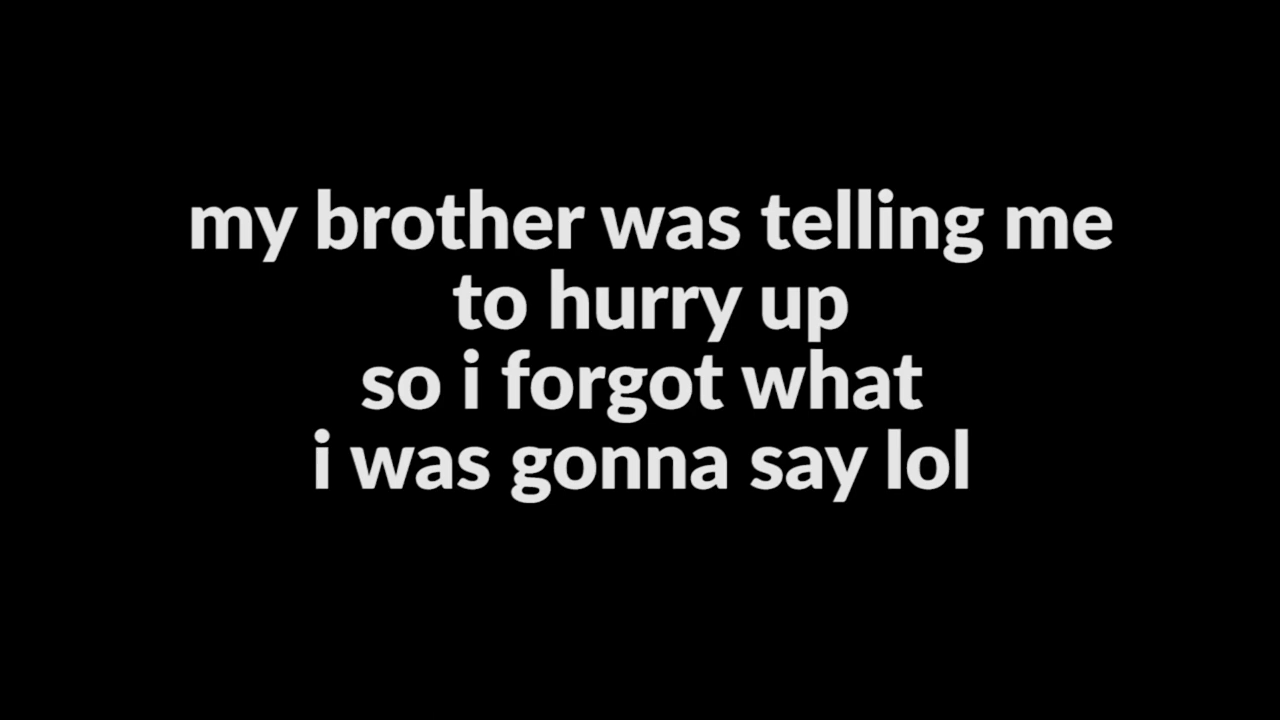 my brother was telling me
to hurry up
so i forgot what
i was gonna say lol